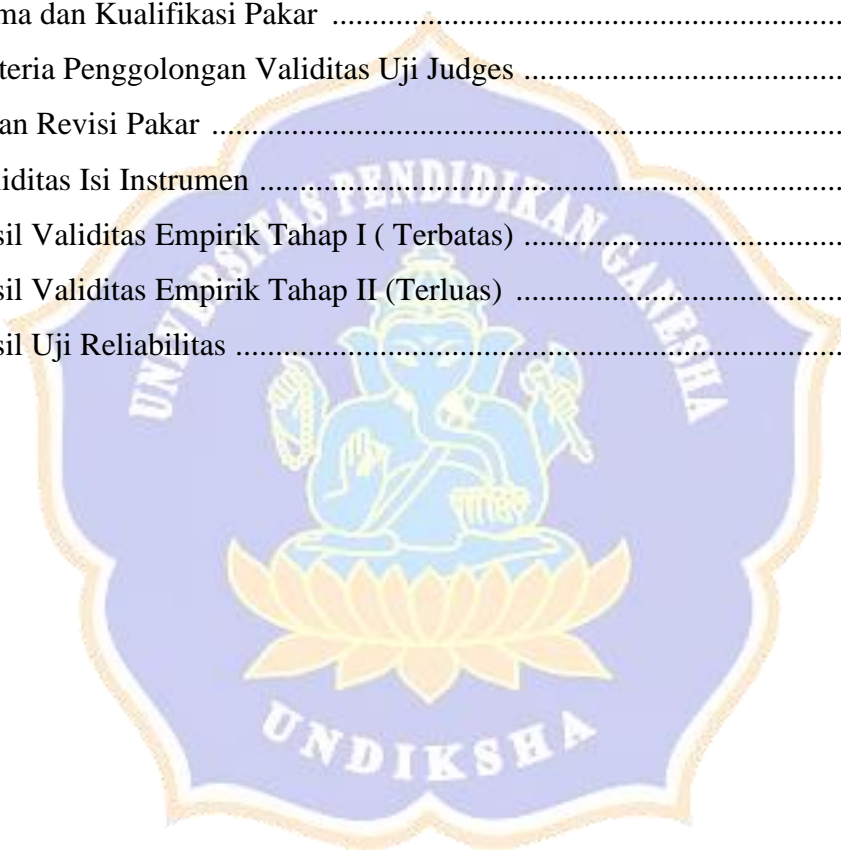 ma dan Kualifikasi Pakar ................................................................
teria Penggolongan Validitas Uji Judges ........................................
an Revisi Pakar ................................................................................
iditas Isi Instrumen ..........................................................................
sil Validitas Empirik Tahap I ( Terbatas) ........................................
sil Validitas Empirik Tahap II (Terluas) .........................................
sil Uji Reliabilitas .............................................................................
UNIVERSITAS PENDIDIKAN GANESHA
UNDIKSHA